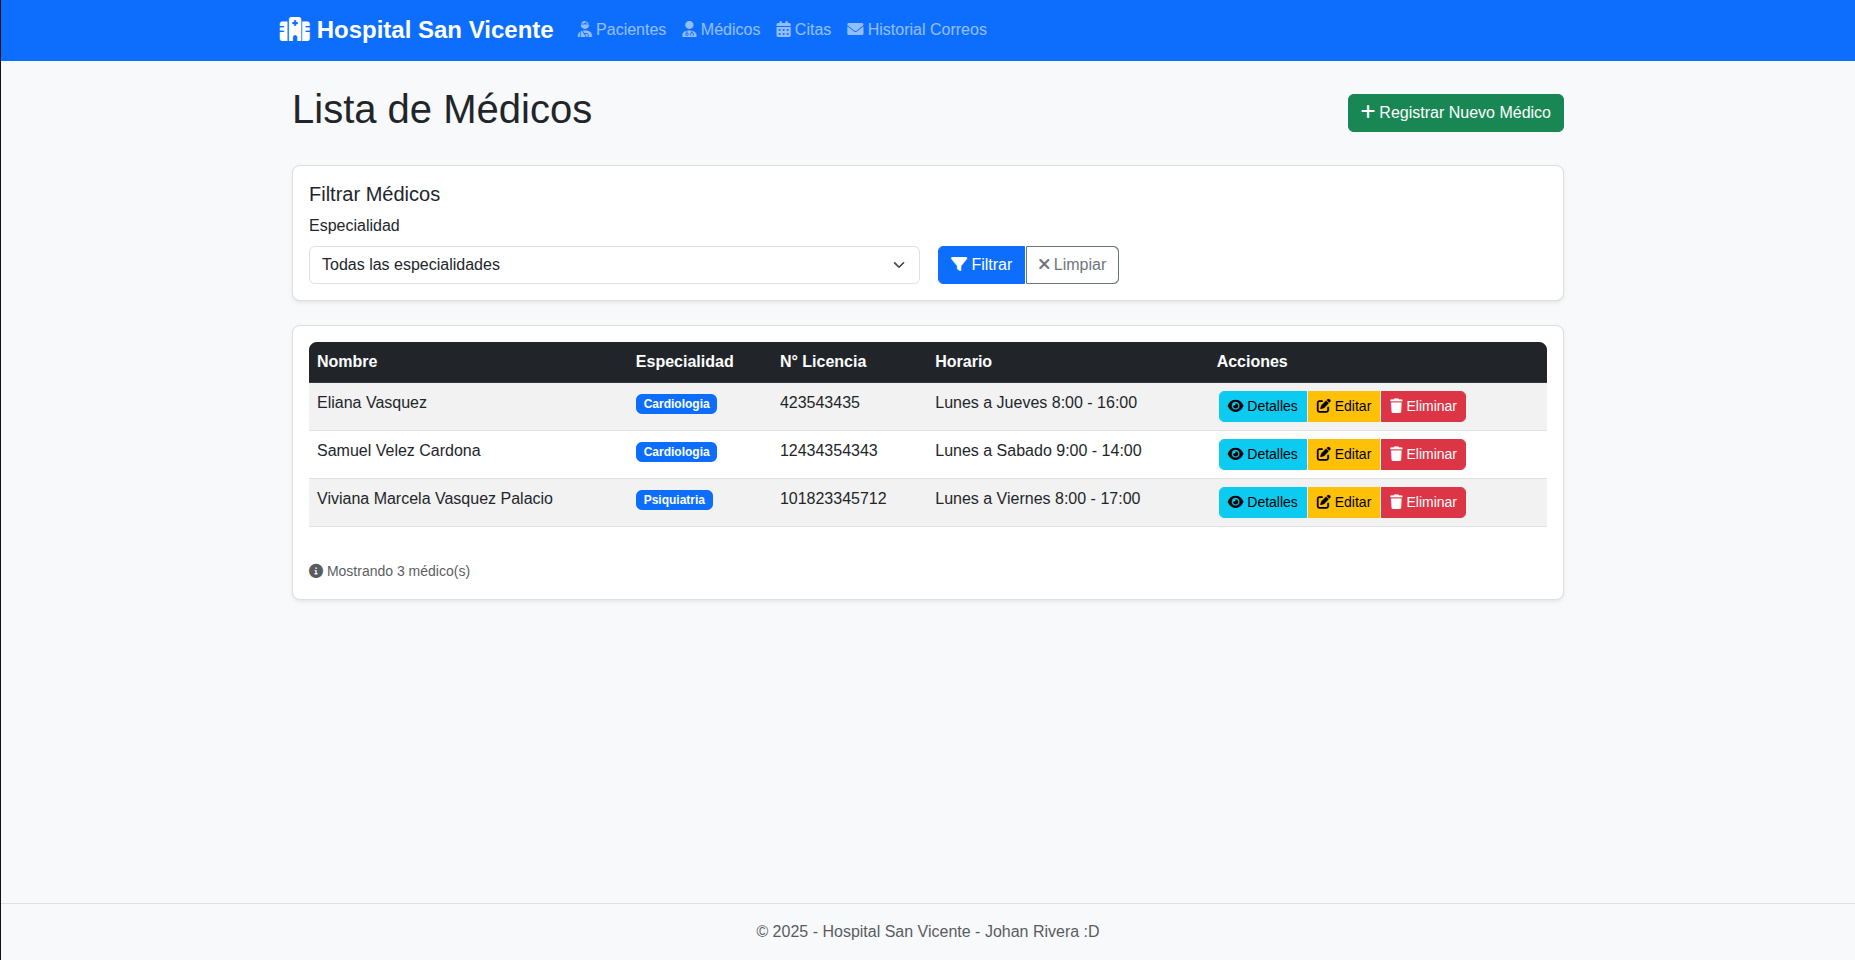 Hospital San Vicente Pacientes Médicos Citas Historial Correos
Lista de Médicos
Registrar Nuevo Médico
Filtrar Médicos
Especialidad
Todas las especialidades Filtrar Limpiar
Nombre Especialidad N° Licencia Horario Acciones
Eliana Vasquez Cardiologia 423543435 Lunes a Jueves 8:00 - 16:00 Detalles Editar Eliminar
Samuel Velez Cardona Cardiologia 12434354343 Lunes a Sabado 9:00 - 14:00 Detalles Editar Eliminar
Viviana Marcela Vasquez Palacio Psiquiatria 101823345712 Lunes a Viernes 8:00 - 17:00 Detalles Editar Eliminar
Mostrando 3 médico(s)
© 2025 - Hospital San Vicente - Johan Rivera :D